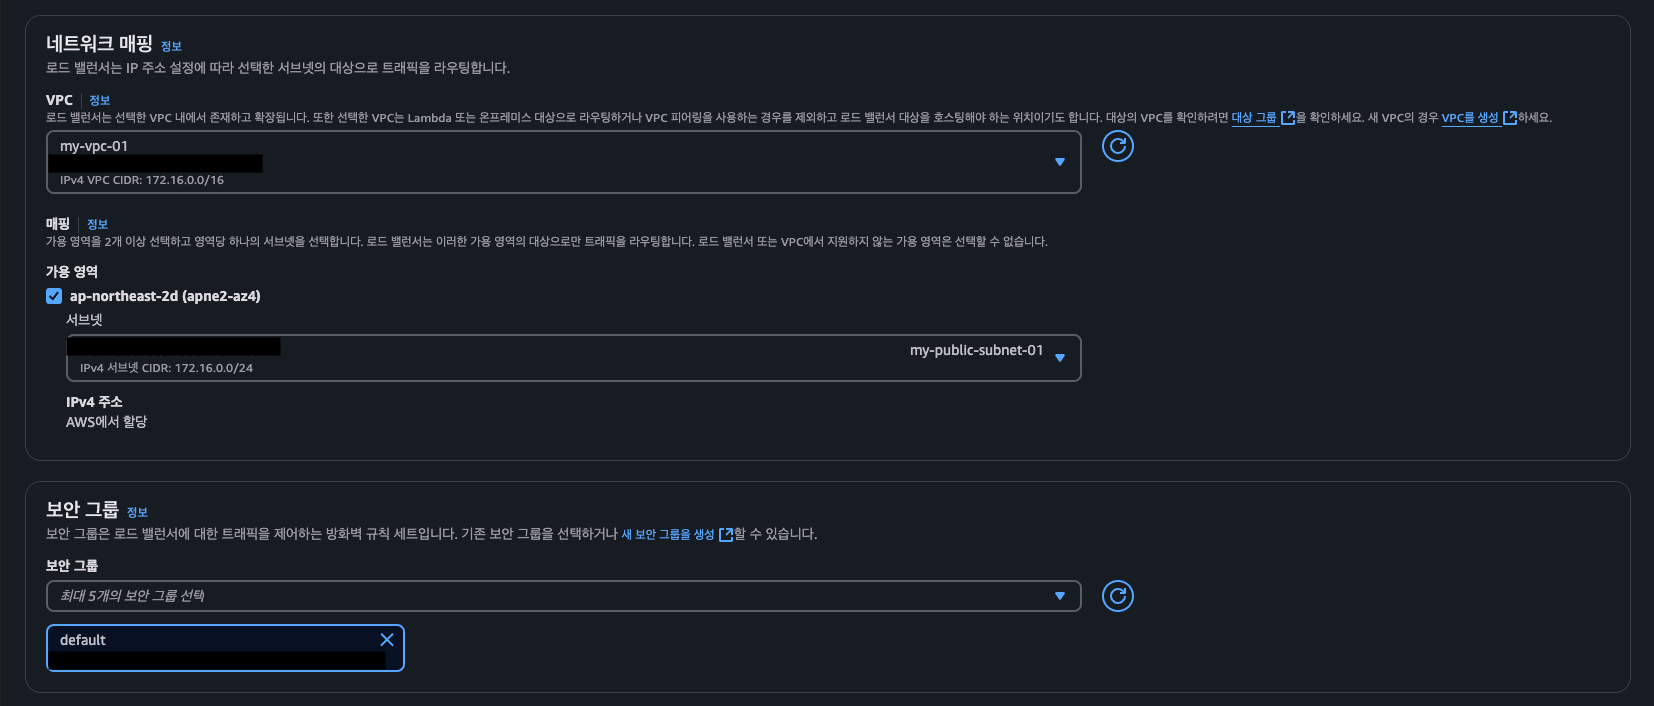 네트워크 매핑 정보
로드 밸런서는 IP 주소 설정에 따라 선택한 서브넷의 대상으로 트래픽을 라우팅합니다.
VPC 정보
로드 밸런서는 선택한 VPC 내에서 존재하고 확장됩니다. 또한 선택한 VPC는 Lambda 또는 온프레미스 대상으로 라우팅하거나 VPC 피어링을 사용하는 경우를 제외하고 로드 밸런서 대상을 호스팅해야 하는 위치이기도 합니다. 대상의 VPC를 확인하려면 대상 그룹을 확인하세요. 새 VPC의 경우 VPC를 생성하세요.
my-vpc-01
IPv4 VPC CIDR: 172.16.0.0/16
매핑 정보
가용 영역을 2개 이상 선택하고 영역당 하나의 서브넷을 선택합니다. 로드 밸런서는 이러한 가용 영역의 대상으로만 트래픽을 라우팅합니다. 로드 밸런서 또는 VPC에서 지원하지 않는 가용 영역은 선택할 수 없습니다.
가용 영역
ap-northeast-2d (apne2-az4)
서브넷
my-public-subnet-01
IPv4 서브넷 CIDR: 172.16.0.0/24
IPv4 주소
AWS에서 할당
보안 그룹 정보
보안 그룹은 로드 밸런서에 대한 트래픽을 제어하는 방화벽 규칙 세트입니다. 기존 보안 그룹을 선택하거나 새 보안 그룹을 생성할 수 있습니다.
보안 그룹
최대 5개의 보안 그룹 선택
default